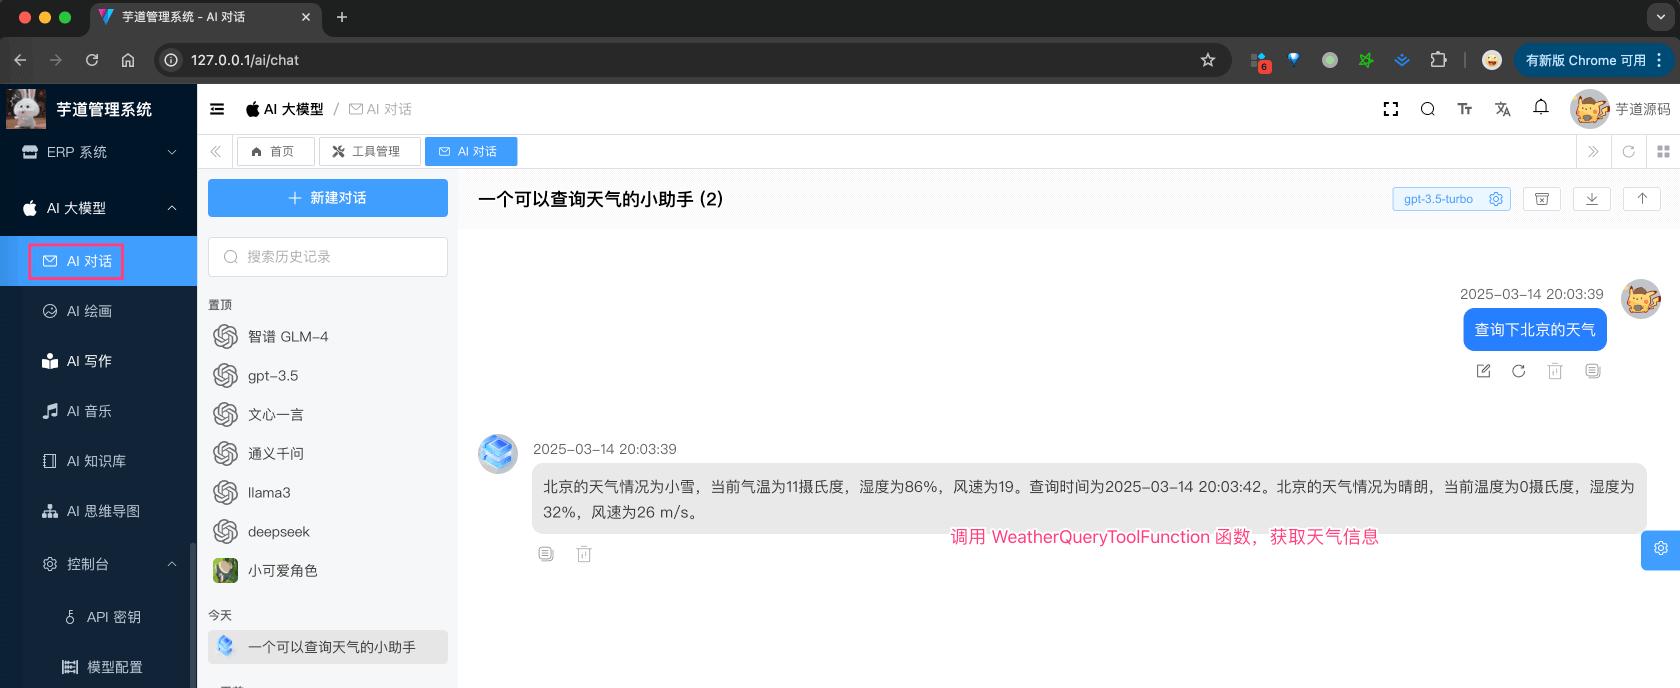 芋道管理系统 - AI 对话
127.0.0.1/ai/chat
6
有新版 Chrome 可用
芋道管理系统
AI 大模型 / AI 对话
芋道源码
ERP 系统
首页
工具管理
AI 对话
AI 大模型
AI 对话
AI 绘画
AI 写作
AI 音乐
AI 知识库
AI 思维导图
控制台
API 密钥
模型配置
新建对话
搜索历史记录
置顶
智谱 GLM-4
gpt-3.5
文心一言
通义千问
llama3
deepseek
小可爱角色
今天
一个可以查询天气的小助手
一个可以查询天气的小助手 (2)
gpt-3.5-turbo
2025-03-14 20:03:39
查询下北京的天气
2025-03-14 20:03:39
北京的天气情况为小雪，当前气温为11摄氏度，湿度为86%，风速为19。查询时间为2025-03-14 20:03:42。北京的天气情况为晴朗，当前温度为0摄氏度，湿度为
32%，风速为26 m/s。
调用 WeatherQueryToolFunction 函数，获取天气信息